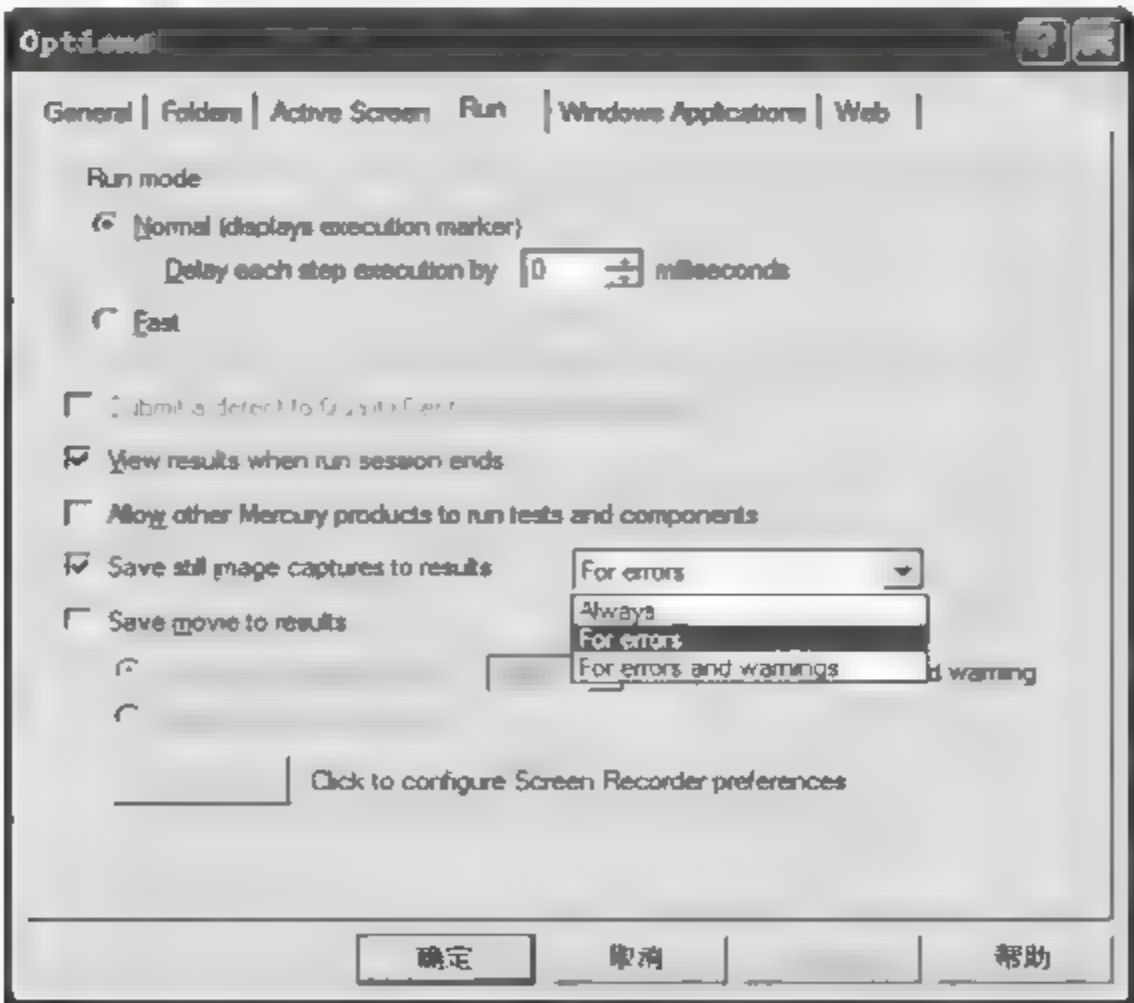 Options
General | Folders | Active Screen Run | Windows Applications | Web |
Run mode
Normal (displays execution marker)
Delay each step execution by 0 milliseconds
Fast
Submit a defect to
View results when run session ends
Allow other Mercury products to run tests and components
Save still image captures to results For errors
Always
Save movie to results
For errors
For errors and warnings
d warning
Click to configure Screen Recorder preferences
确定 取消 帮助